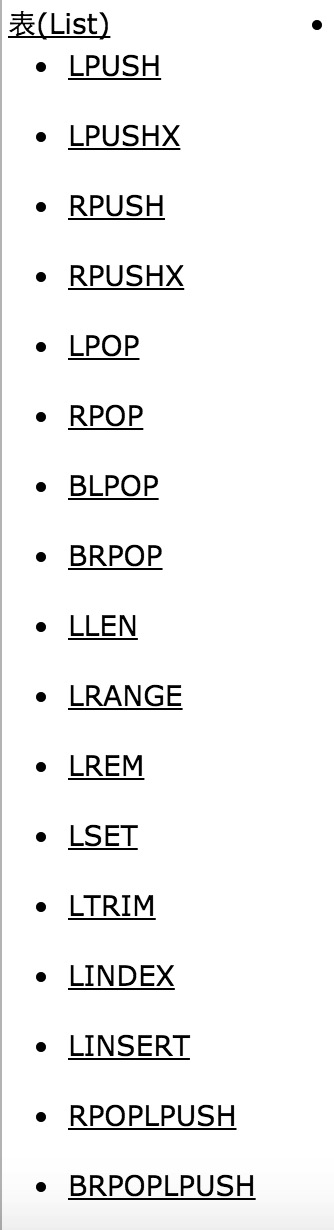 表(List)
LPUSH
LPUSHX
RPUSH
RPUSHX
LPOP
RPOP
BLPOP
BRPOP
LLEN
LRANGE
LREM
LSET
LTRIM
LINDEX
LINSERT
RPOPLPUSH
BRPOPLPUSH